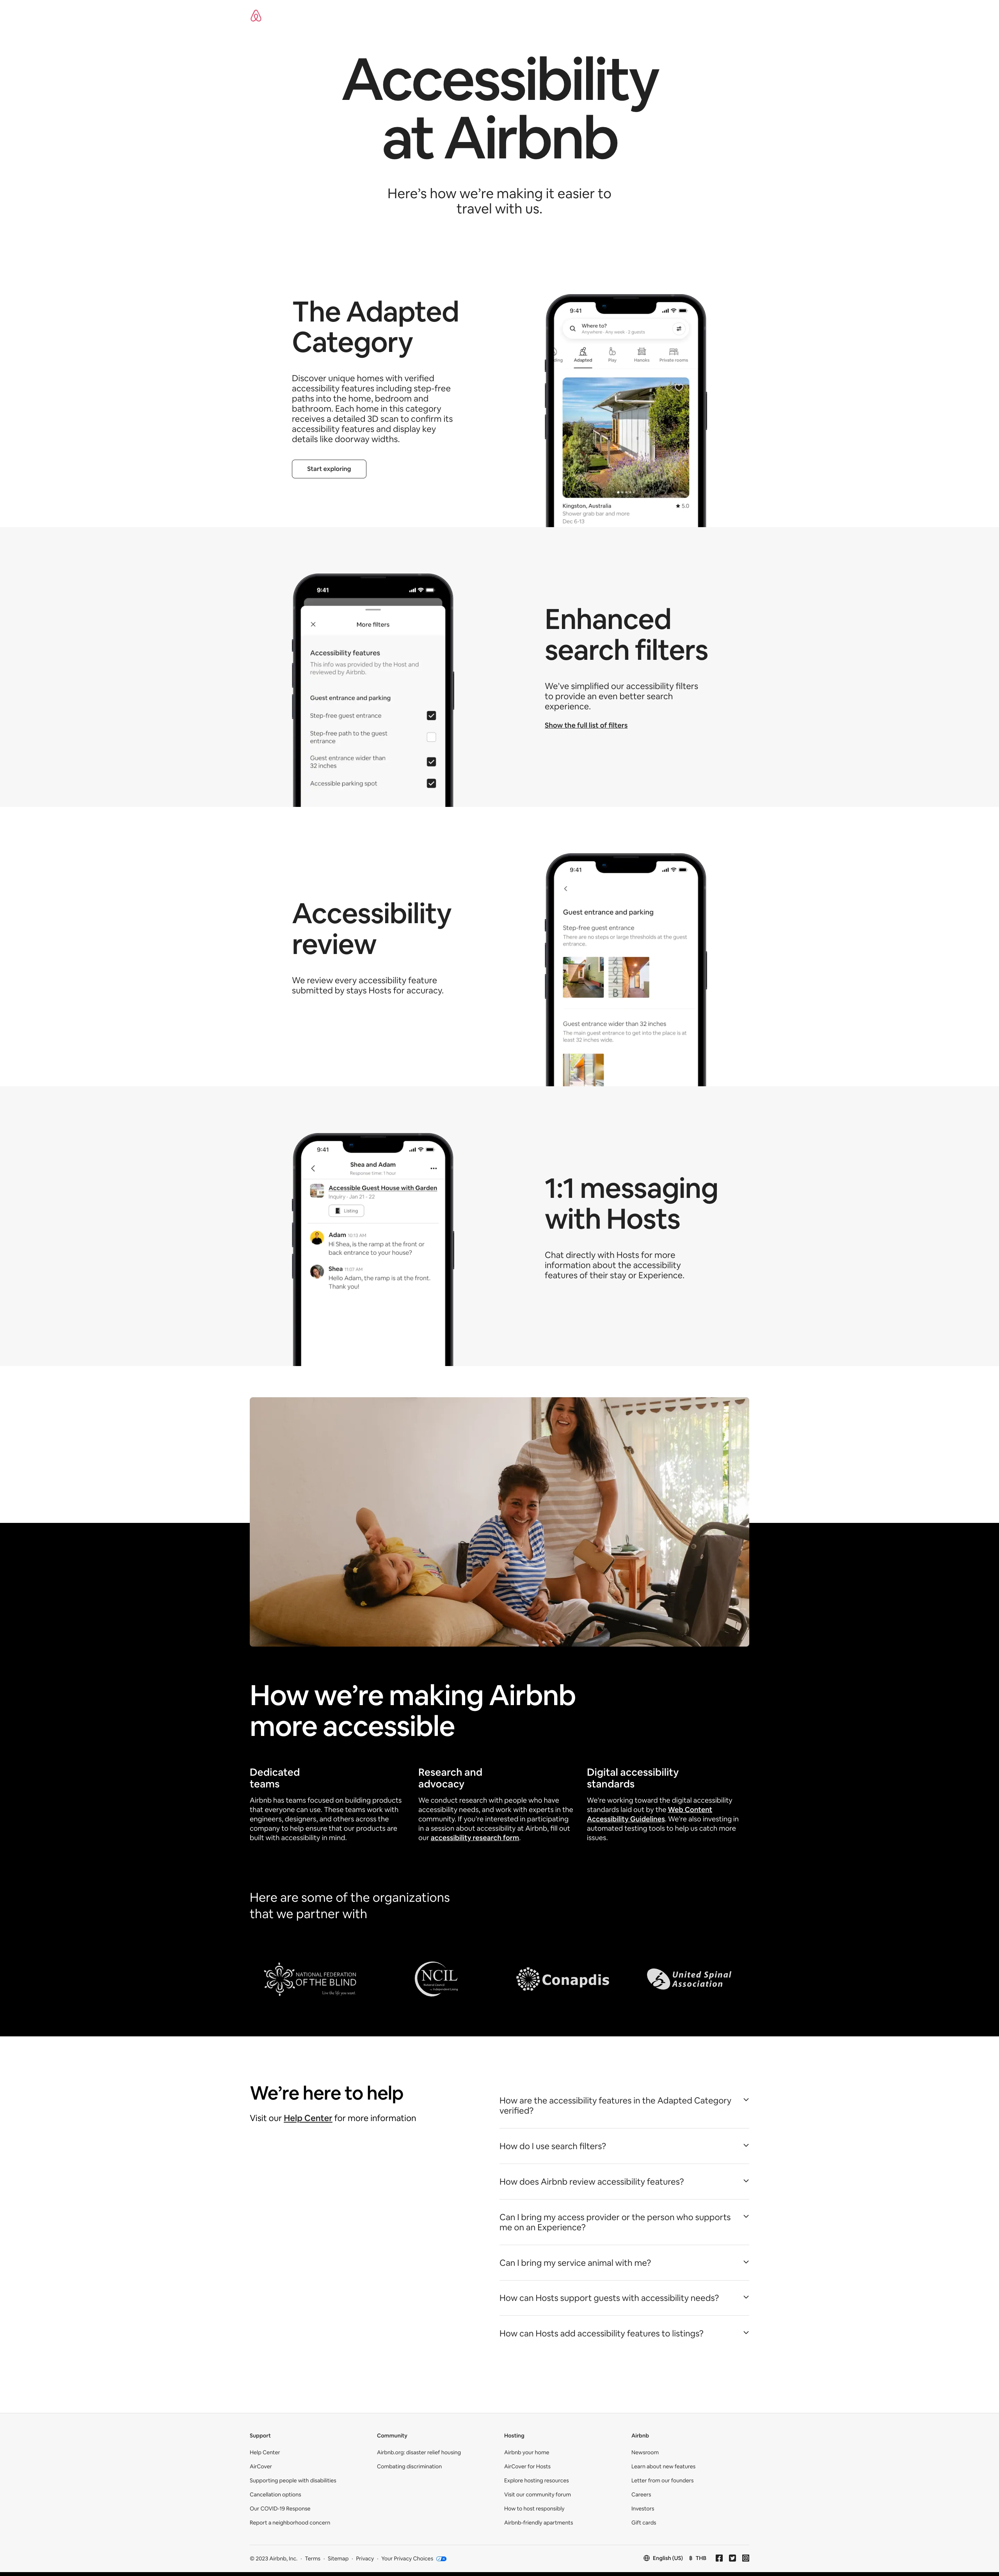 Accessibility
at Airbnb
Here's how we're making it easier to
travel with us.
The Adapted
Category
Discover unique homes with verified
accessibility features including step-free
paths into the home, bedroom and
bathroom. Each home in this category
receives a detailed 3D scan to confirm its
accessibility features and display key
details like doorway widths.
Start exploring
9:41
Where to?
Anywhere · Any week · 2 guests
Adapted
Play
Hanoks
Private rooms
Kingston, Australia
5.0
Shower grab bar and more
Dec 6-13
9:41
More filters
Accessibility features
This info was provided by the Host and
reviewed by Airbnb.
Guest entrance and parking
Step-free guest entrance
Step-free path to the guest
entrance
Guest entrance wider than
32 inches
Accessible parking spot
Enhanced
search filters
We've simplified our accessibility filters
to provide an even better search
experience.
Show the full list of filters
Accessibility
review
We review every accessibility feature
submitted by stays Hosts for accuracy.
9:41
Guest entrance and parking
Step-free guest entrance
There are no steps or large thresholds at the guest
entrance.
Guest entrance wider than 32 inches
The main guest entrance to get into the place is at
least 32 inches wide.
9:41
Shea and Adam
Response time: 1 hour
Accessible Guest House with Garden
Inquiry · Jan 21 - 22
Listing
Adam 10:13 AM
Hi Shea, is the ramp at the front or
back entrance to your house?
Shea 11:07 AM
Hello Adam, the ramp is at the front.
Thank you!
1:1 messaging
with Hosts
Chat directly with Hosts for more
information about the accessibility
features of their stay or Experience.
How we're making Airbnb
more accessible
Dedicated
teams
Airbnb has teams focused on building products
that everyone can use. These teams work with
engineers, designers, and others across the
company to help ensure that our products are
built with accessibility in mind.
Research and
advocacy
We conduct research with people who have
accessibility needs, and work with experts in the
community. If you're interested in participating
in a session about accessibility at Airbnb, fill out
our accessibility research form.
Digital accessibility
standards
We're working toward the digital accessibility
standards laid out by the Web Content
Accessibility Guidelines. We're also investing in
automated testing tools to help us catch more
issues.
Here are some of the organizations
that we partner with
NATIONAL FEDERATION
OF THE BLIND
Live the life you want.
NCIL
Conapdis
United Spinal
Association
We're here to help
Visit our Help Center for more information
How are the accessibility features in the Adapted Category
verified?
How do I use search filters?
How does Airbnb review accessibility features?
Can I bring my access provider or the person who supports
me on an Experience?
Can I bring my service animal with me?
How can Hosts support guests with accessibility needs?
How can Hosts add accessibility features to listings?
Support
Help Center
AirCover
Supporting people with disabilities
Cancellation options
Our COVID-19 Response
Report a neighborhood concern
Community
Airbnb.org: disaster relief housing
Combating discrimination
Hosting
Airbnb your home
AirCover for Hosts
Explore hosting resources
Visit our community forum
How to host responsibly
Airbnb-friendly apartments
Airbnb
Newsroom
Learn about new features
Letter from our founders
Careers
Investors
Gift cards
© 2023 Airbnb, Inc. · Terms · Sitemap · Privacy · Your Privacy Choices
English (US) ฿ THB